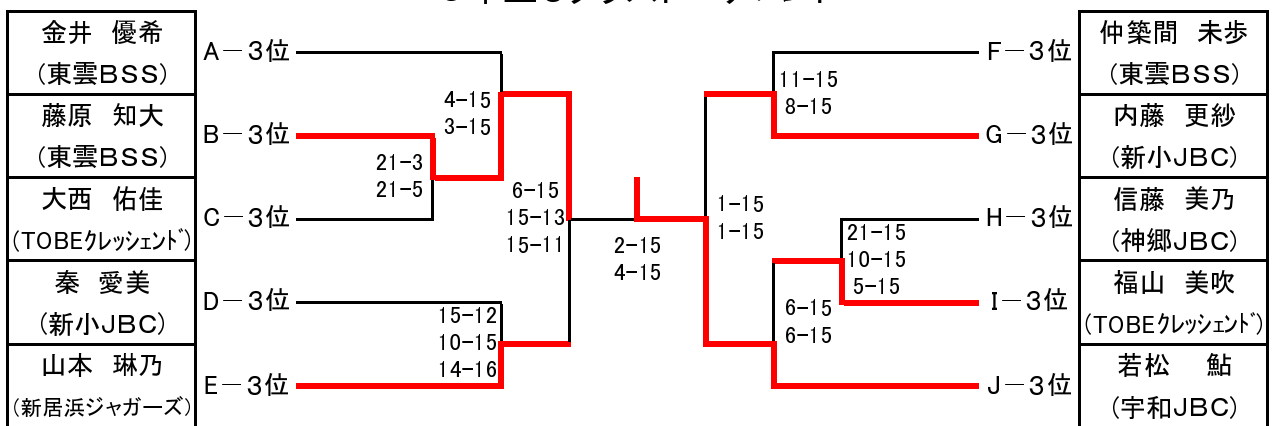 金井 優希
(東雲BSS)
A-3位
藤原 知大
(東雲BSS)
B-3位
大西 佑佳
(TOBEクレッシェンド)
C-3位
秦 愛美
(新小JBC)
D-3位
山本 琳乃
(新居浜ジャガーズ)
E-3位
4-15
3-15
21-3
21-5
6-15
15-13
15-11
15-12
10-15
14-16
2-15
4-15
11-15
8-15
1-15
1-15
21-15
10-15
5-15
6-15
6-15
F-3位
仲築間 未歩
(東雲BSS)
G-3位
内藤 更紗
(新小JBC)
H-3位
信藤 美乃
(神郷JBC)
I-3位
福山 美吹
(TOBEクレッシェンド)
J-3位
若松 鮎
(宇和JBC)